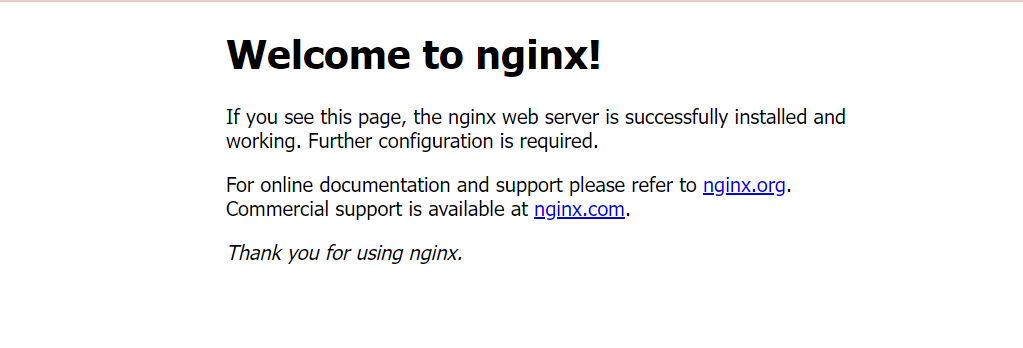 Welcome to nginx!
If you see this page, the nginx web server is successfully installed and
working. Further configuration is required.
For online documentation and support please refer to nginx.org.
Commercial support is available at nginx.com.
Thank you for using nginx.